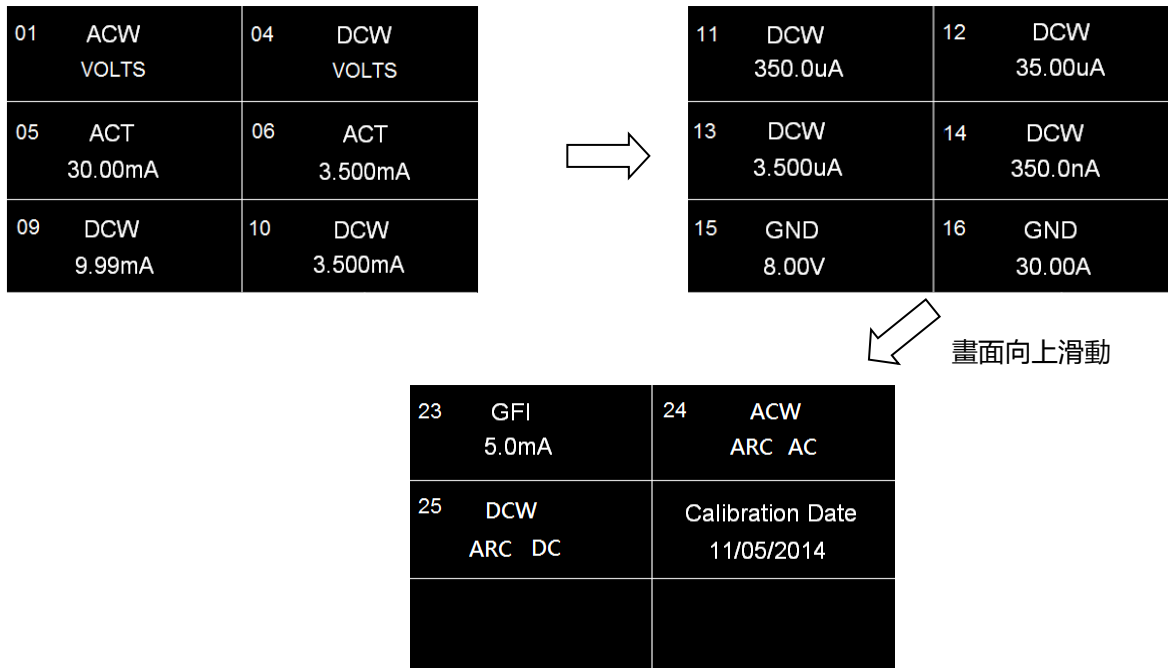 01 ACW
VOLTS
04 DCW
VOLTS
05 ACT
30.00mA
06 ACT
3.500mA
09 DCW
9.99mA
10 DCW
3.500mA
11 DCW
350.0uA
12 DCW
35.00uA
13 DCW
3.500uA
14 DCW
350.0nA
15 GND
8.00V
16 GND
30.00A
畫面向上滑動
23 GFI
5.0mA
24 ACW
ARC AC
25 DCW
ARC DC
Calibration Date
11/05/2014